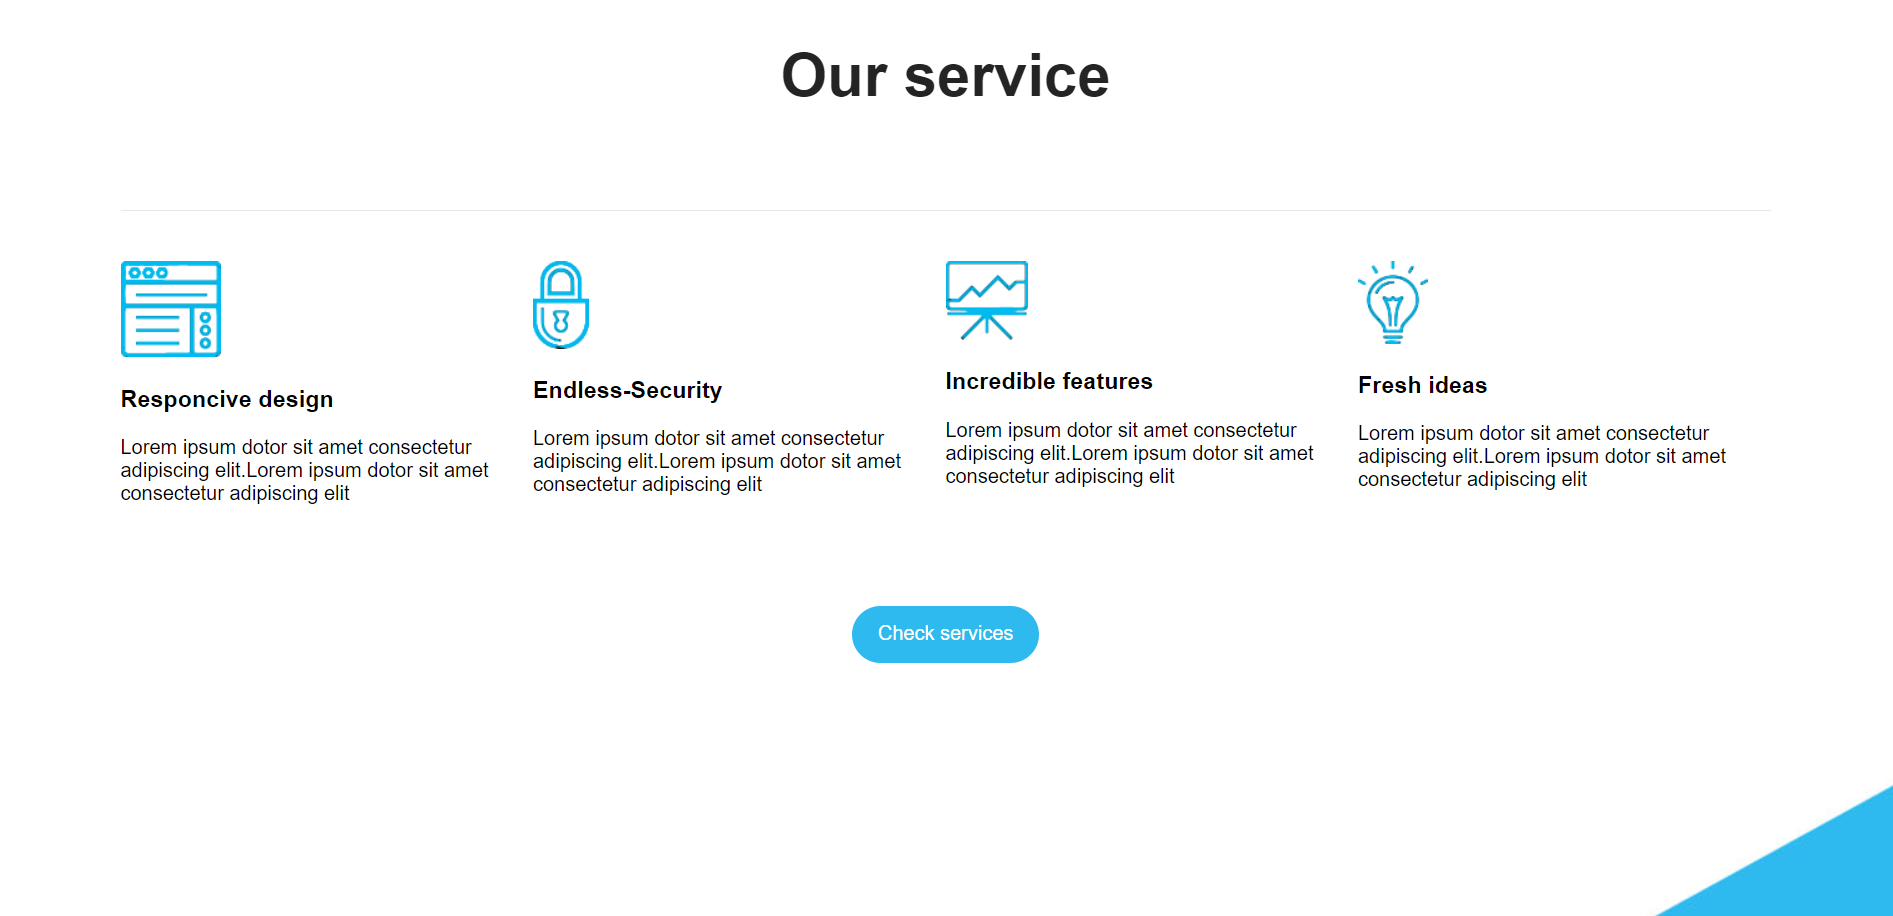 Our service
Responcive design
Lorem ipsum dotor sit amet consectetur
adipiscing elit.Lorem ipsum dotor sit amet
consectetur adipiscing elit
Endless-Security
Lorem ipsum dotor sit amet consectetur
adipiscing elit.Lorem ipsum dotor sit amet
consectetur adipiscing elit
Incredible features
Lorem ipsum dotor sit amet consectetur
adipiscing elit.Lorem ipsum dotor sit amet
consectetur adipiscing elit
Fresh ideas
Lorem ipsum dotor sit amet consectetur
adipiscing elit.Lorem ipsum dotor sit amet
consectetur adipiscing elit
Check services